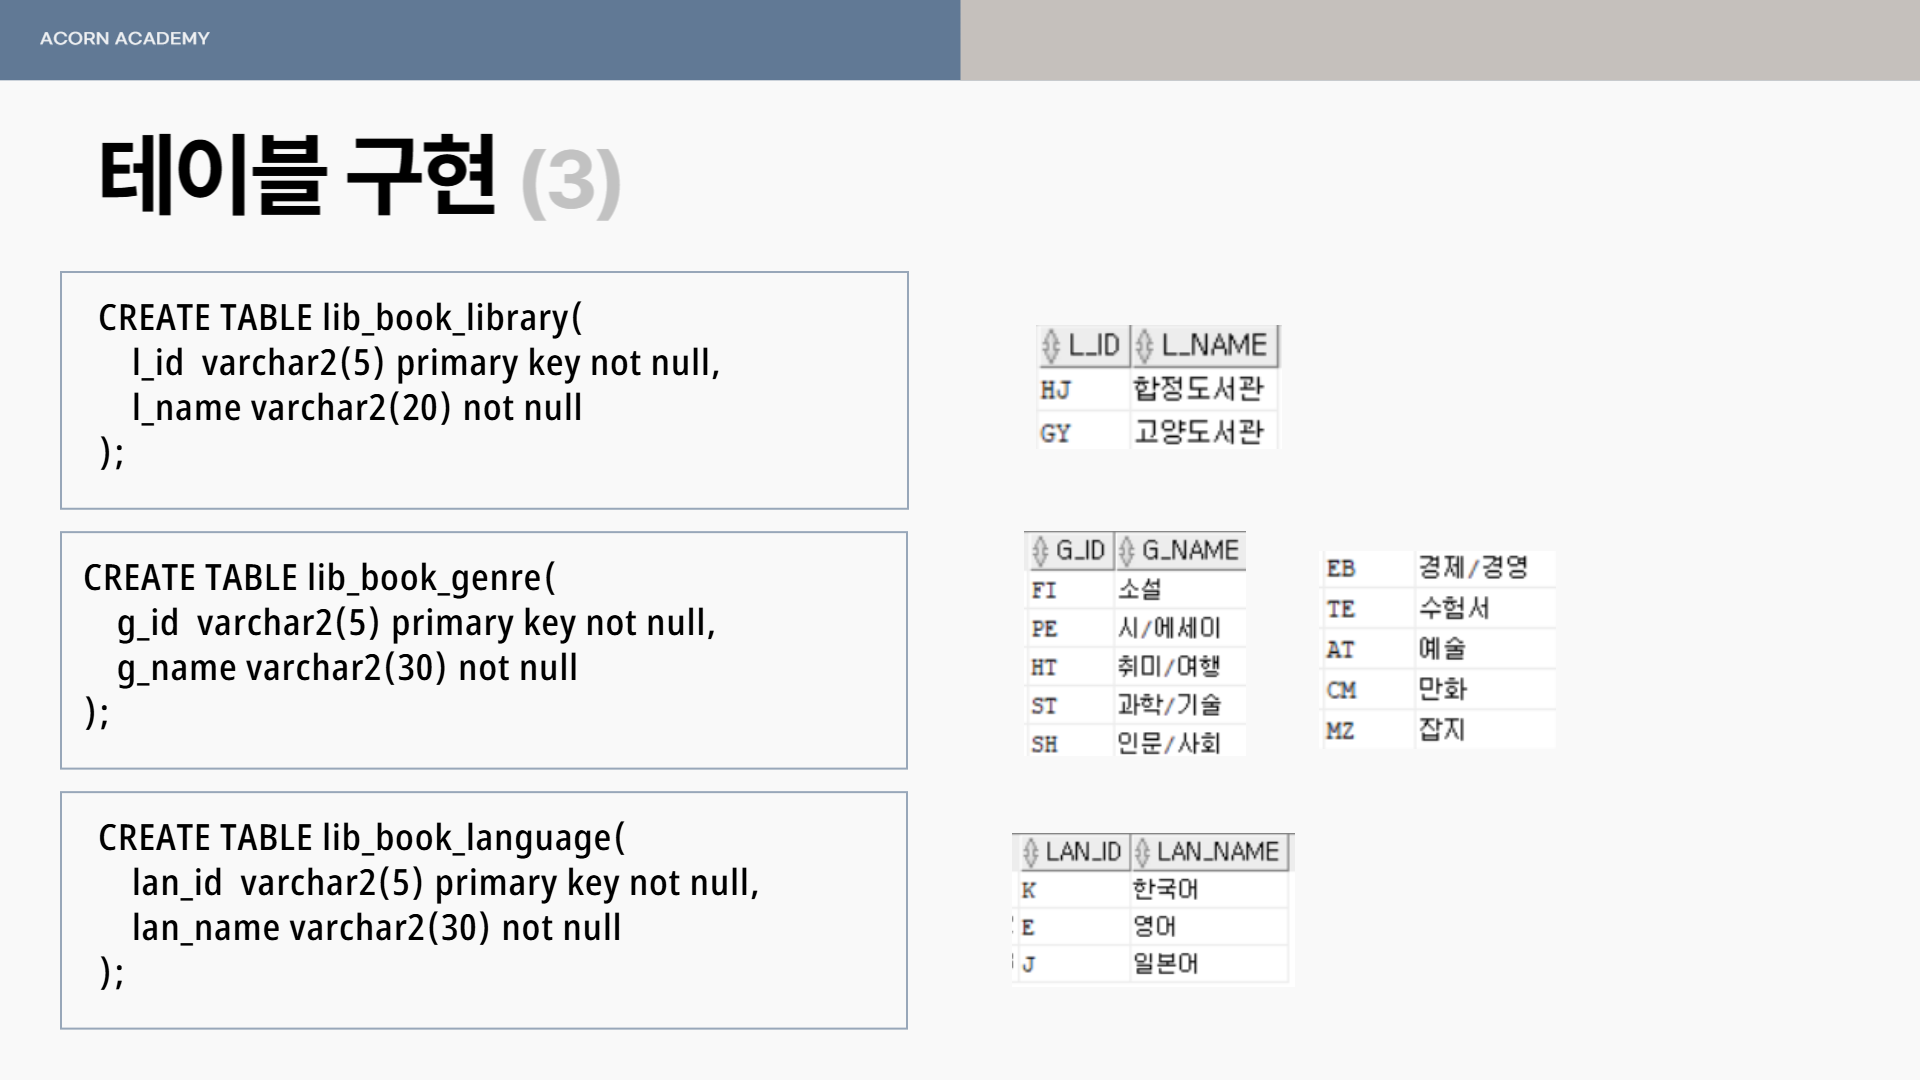 ACORN ACADEMY
테이블 구현 (3)
CREATE TABLE lib_book_library(
l_id  varchar2(5) primary key not null,
l_name varchar2(20) not null
);
L_ID L_NAME
HJ 합정도서관
GY 고양도서관
CREATE TABLE lib_book_genre(
g_id  varchar2(5) primary key not null,
g_name varchar2(30) not null
);
G_ID G_NAME
FI 소설
PE 시/에세이
HT 취미/여행
ST 과학/기술
SH 인문/사회
EB 경제/경영
TE 수험서
AT 예술
CM 만화
MZ 잡지
CREATE TABLE lib_book_language(
lan_id  varchar2(5) primary key not null,
lan_name varchar2(30) not null
);
LAN_ID LAN_NAME
K 한국어
E 영어
J 일본어